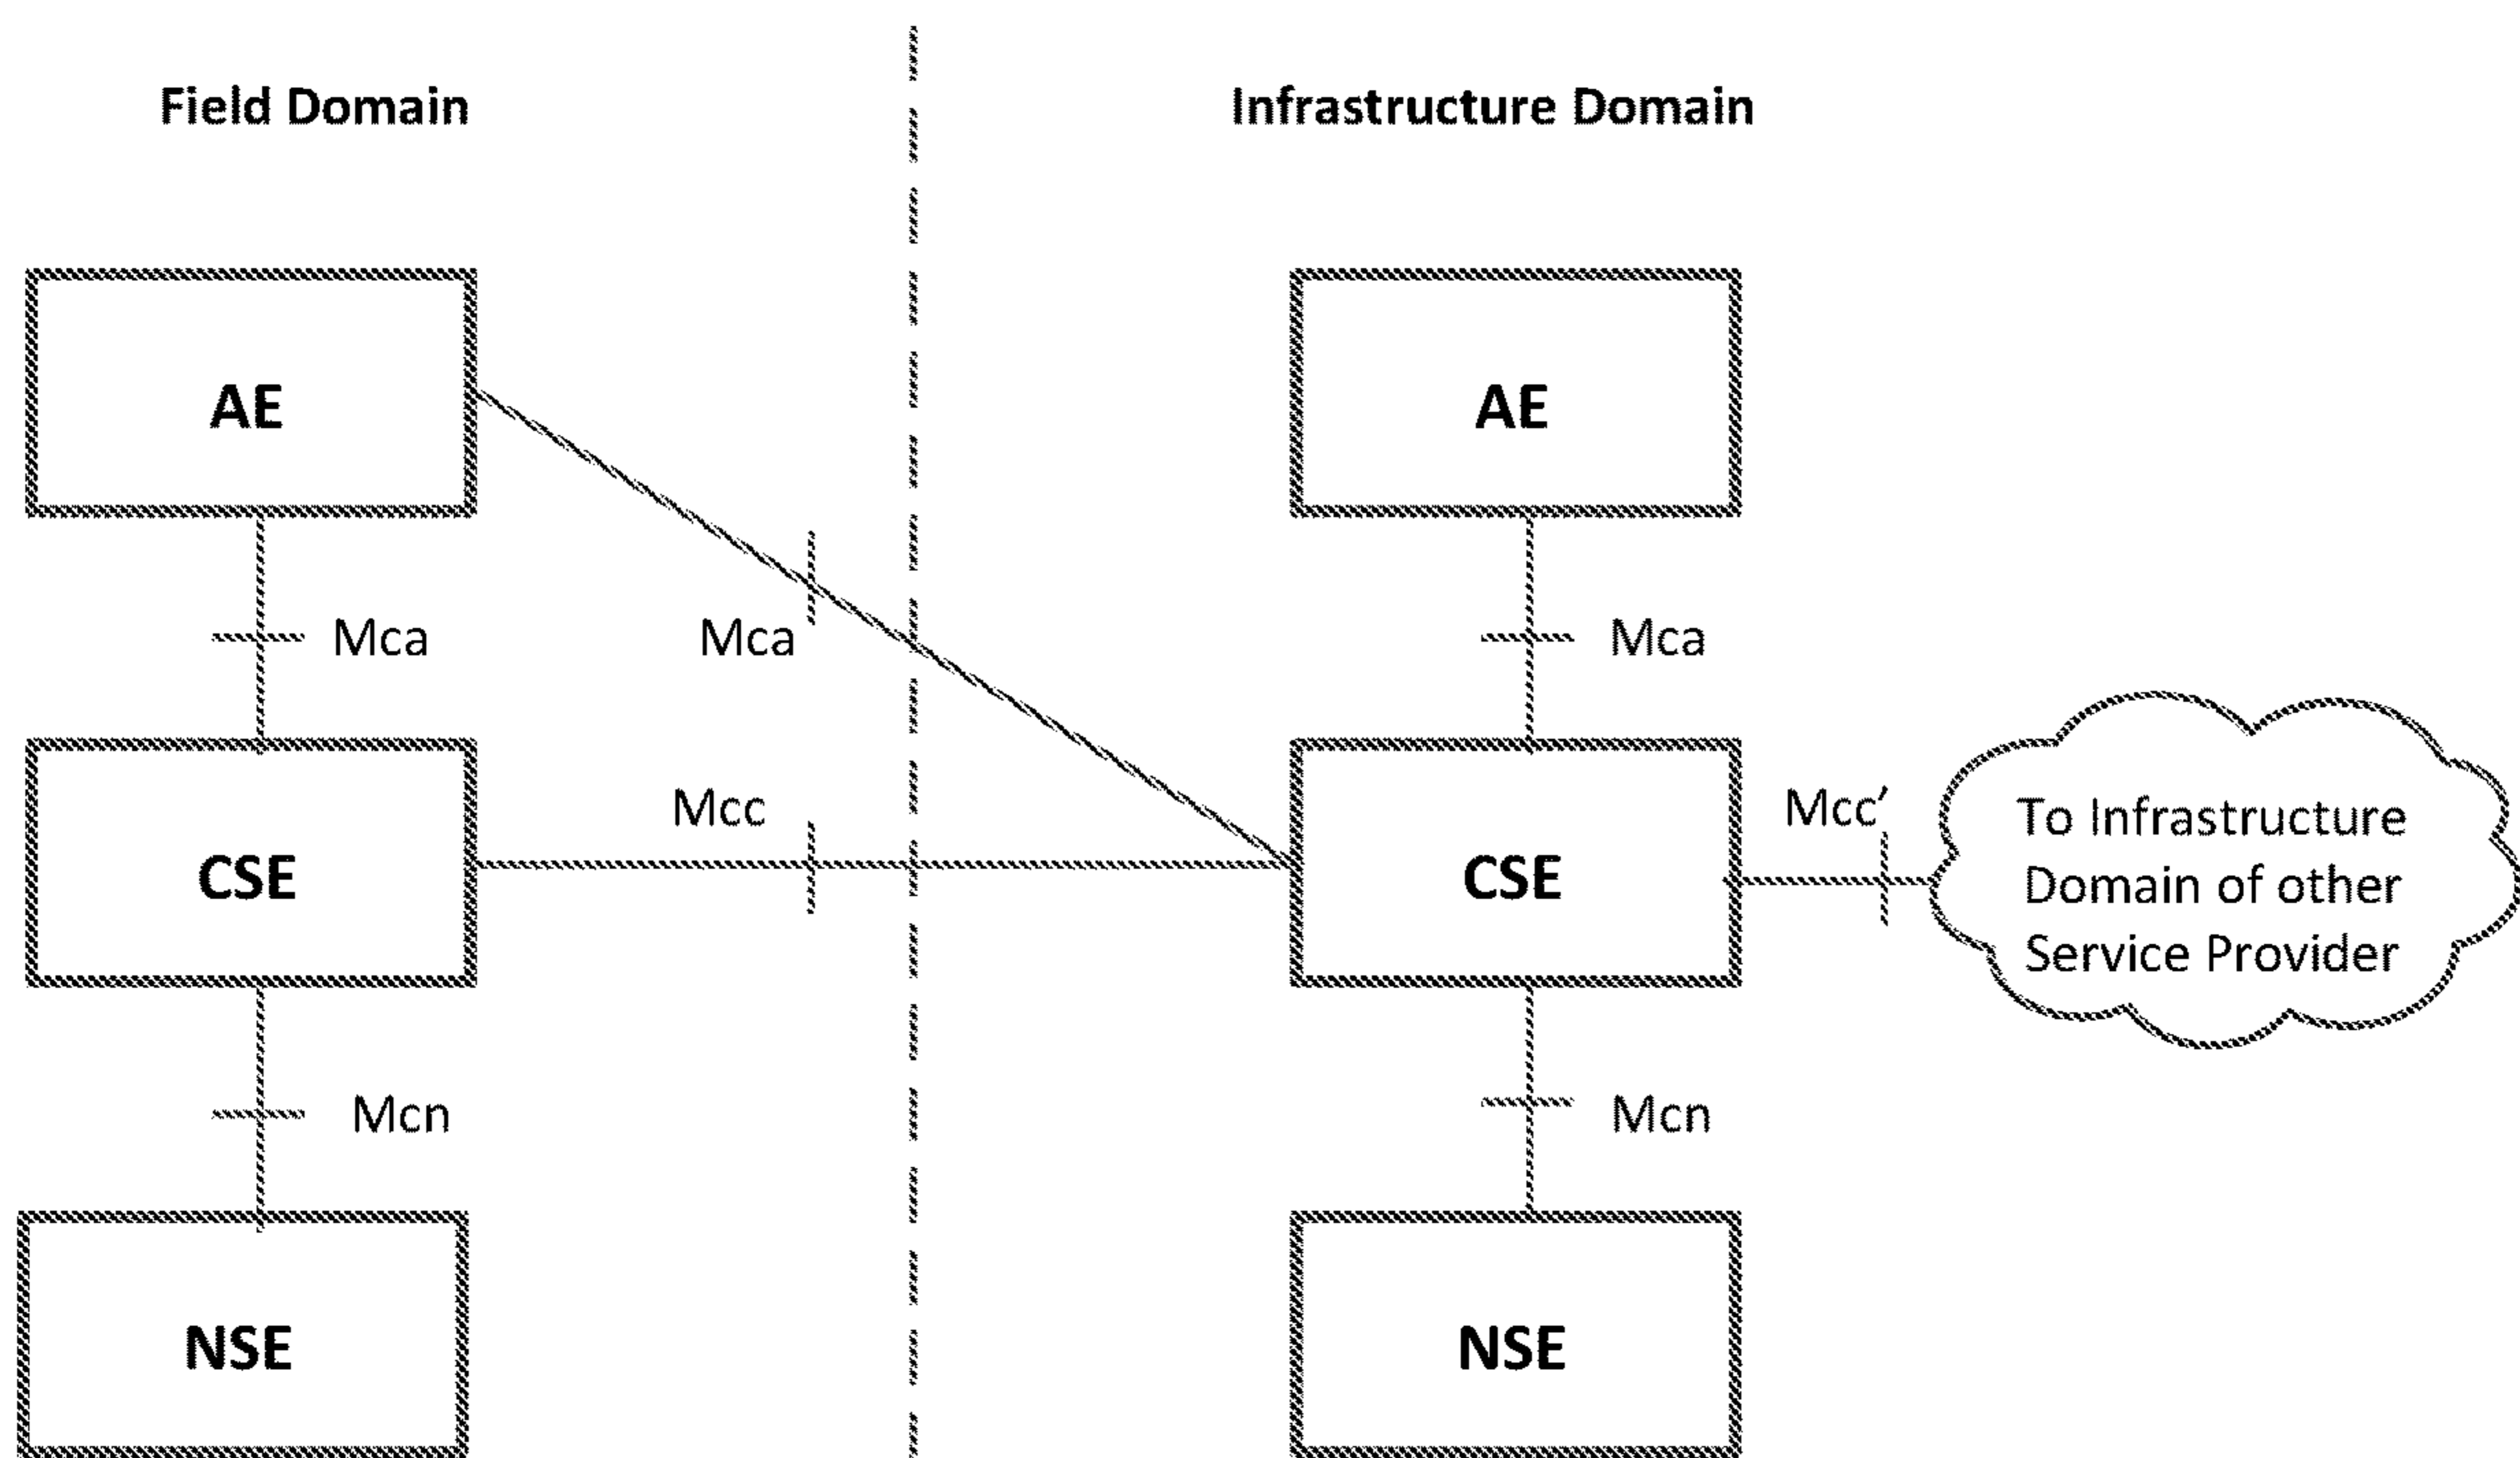 Field Domain
Infrastructure Domain
AE
AE
Mca
Mca
Mca
Mcc
Mcc’
CSE
CSE
To Infrastructure
Domain of other
Service Provider
Mcn
Mcn
NSE
NSE